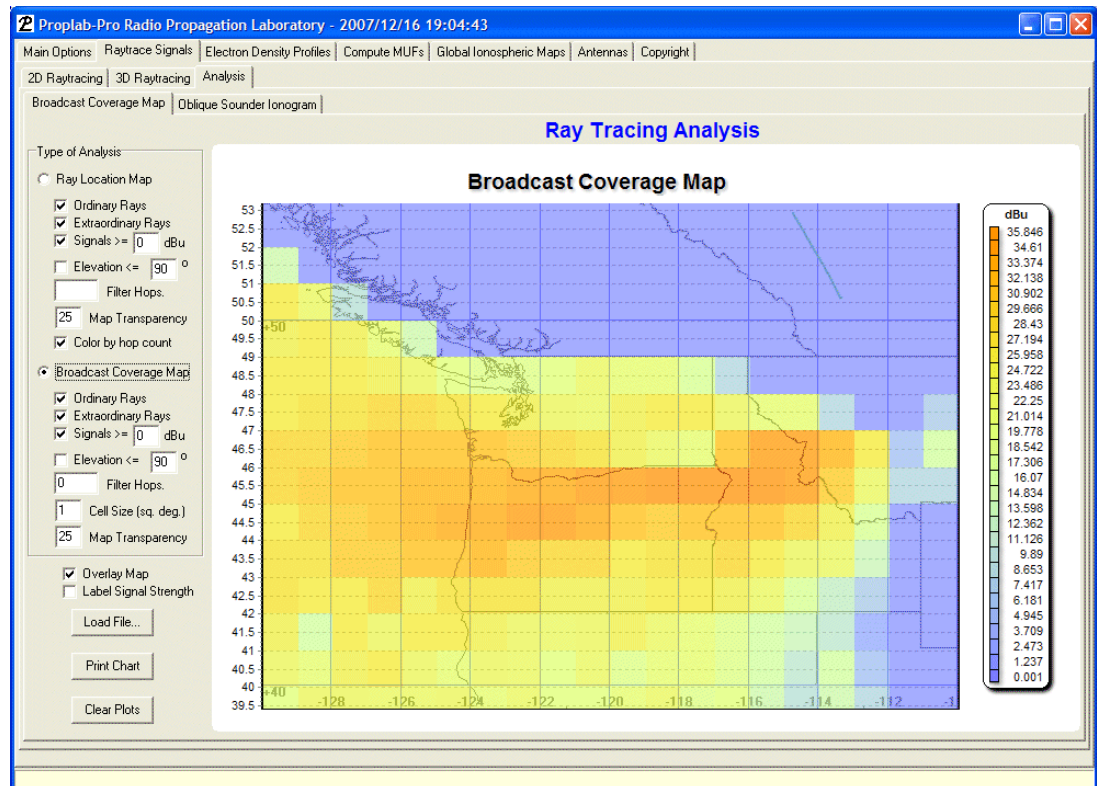 Proplab-Pro Radio Propagation Laboratory - 2007/12/16 19:04:43
Main Options Raytrace Signals Electron Density Profiles Compute MUFs Global Ionospheric Maps Antennas Copyright
2D Raytracing 3D Raytracing Analysis
Broadcast Coverage Map Oblique Sounder Ionogram
Ray Tracing Analysis
Type of Analysis
Ray Location Map
Ordinary Rays
Extraordinary Rays
Signals >= 0 dBu
Elevation <= 90 o
Filter Hops.
25 Map Transparency
Color by hop count
Broadcast Coverage Map
Ordinary Rays
Extraordinary Rays
Signals >= 0 dBu
Elevation <= 90 o
0 Filter Hops.
1 Cell Size (sq. deg.)
25 Map Transparency
Overlay Map
Label Signal Strength
Load File...
Print Chart
Clear Plots
Broadcast Coverage Map
53
52.5
52
51.5
51
50.5
50
49.5
49
48.5
48
47.5
47
46.5
46
45.5
45
44.5
44
43.5
43
42.5
42
41.5
41
40.5
40
39.5
+50
+40
-128 -126 -124 -122 -120 -118 -116 -114 -112
dBu
35.846
34.61
33.374
32.138
30.902
29.666
28.43
27.194
25.958
24.722
23.486
22.25
21.014
19.778
18.542
17.306
16.07
14.834
13.598
12.362
11.126
9.89
8.653
7.417
6.181
4.945
3.709
2.473
1.237
0.001